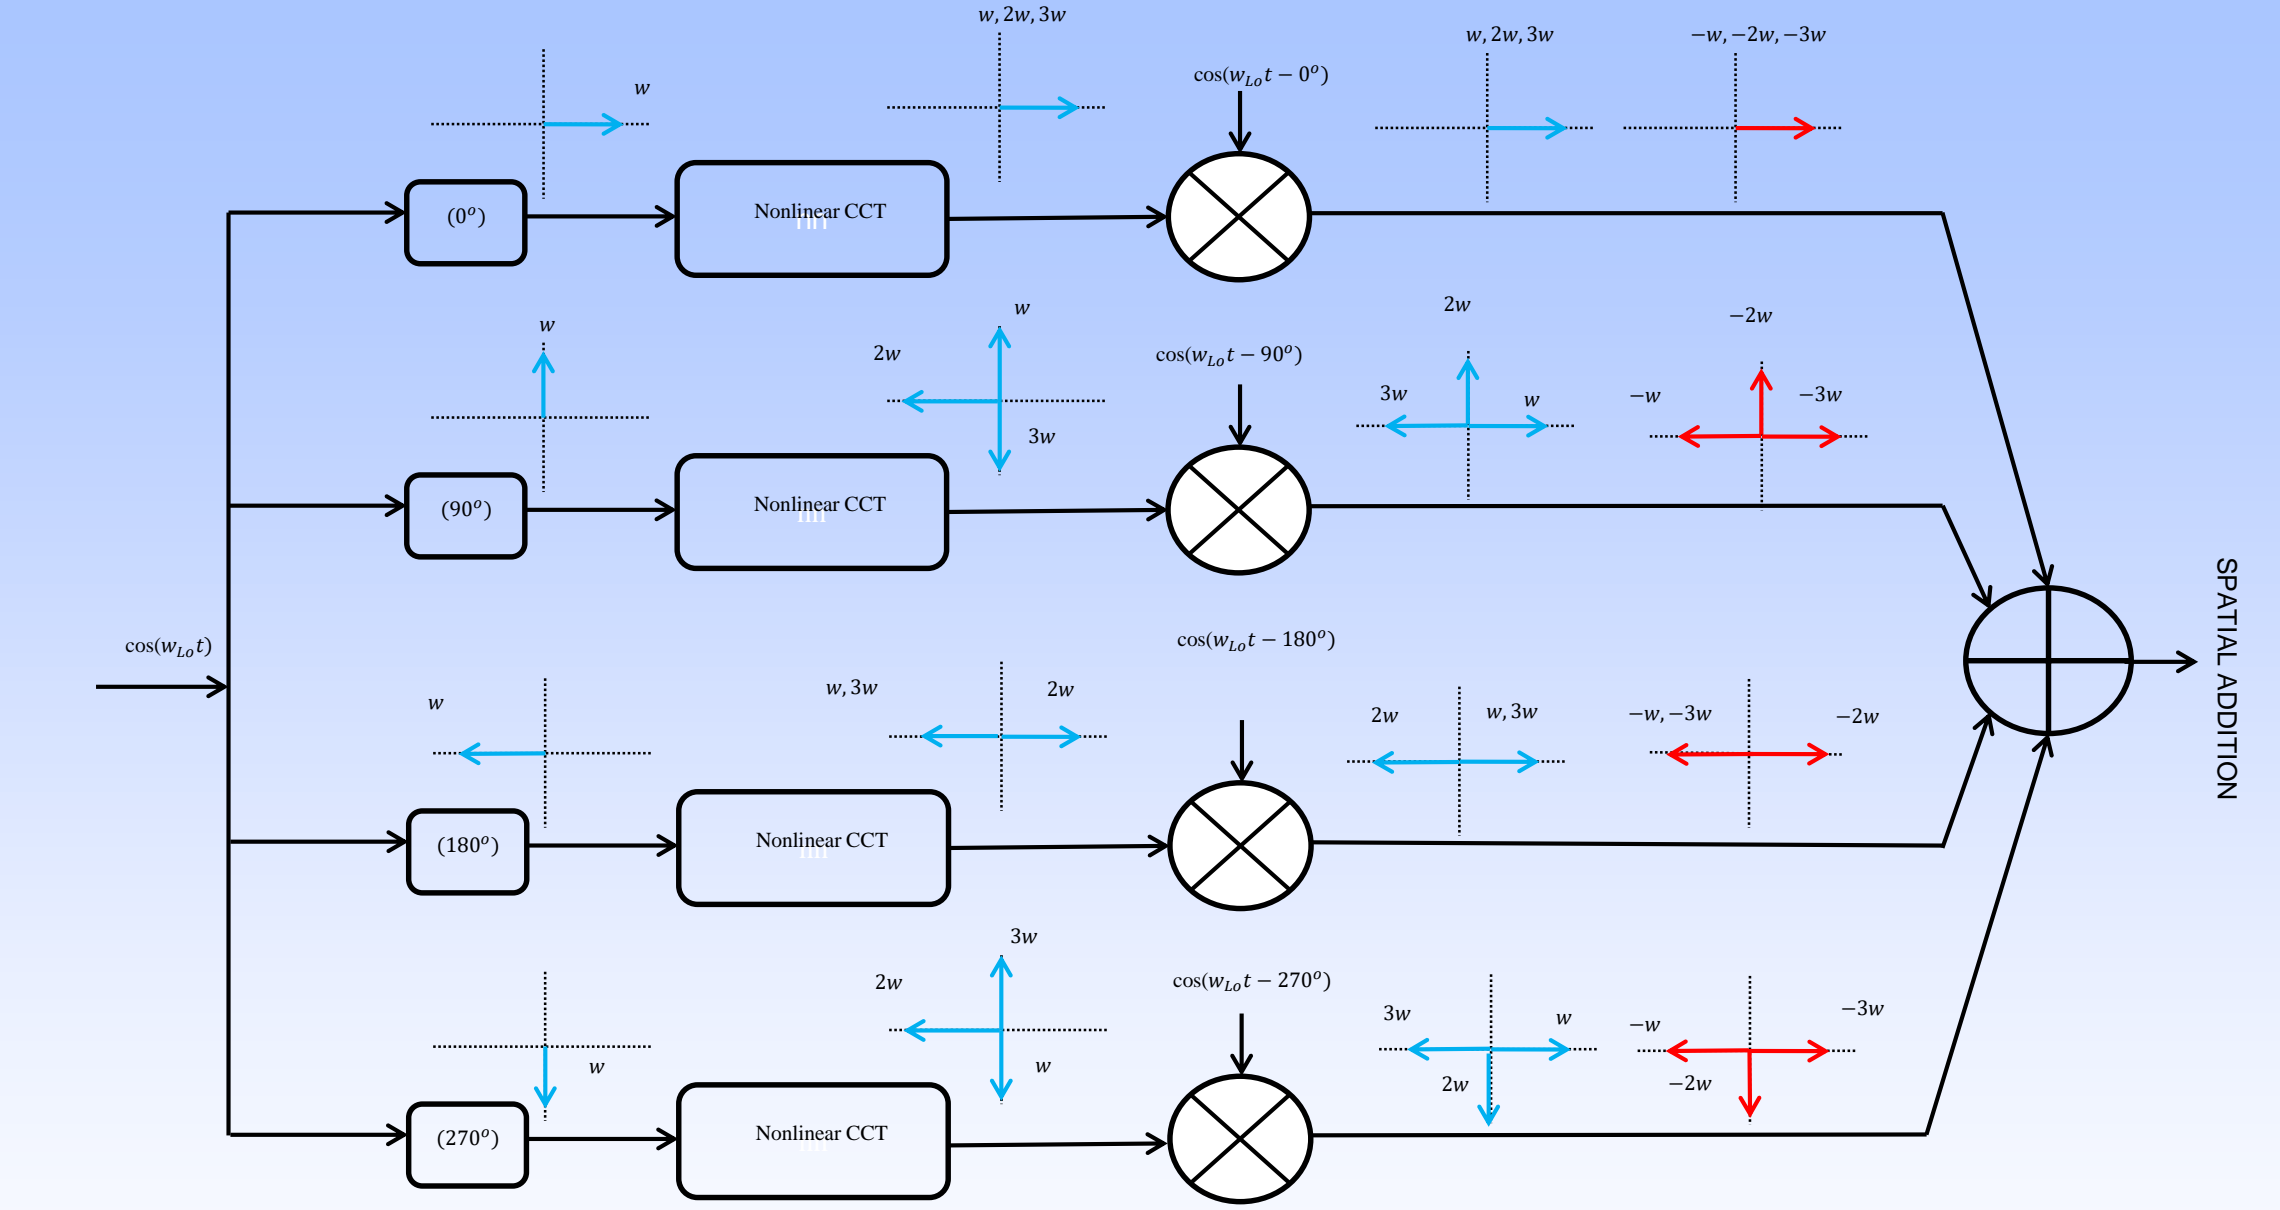 w, 2w, 3w
w, 2w, 3w
−w, −2w, −3w
w
cos(w_{Lo}t − 0°)
(0°)
Nonlinear CCT
w
w
2w
−2w
2w
cos(w_{Lo}t − 90°)
3w
w
−w
−3w
3w
(90°)
Nonlinear CCT
SPATIAL ADDITION
cos(w_{Lo}t)
cos(w_{Lo}t − 180°)
w
w, 3w
2w
2w
w, 3w
−w, −3w
−2w
(180°)
Nonlinear CCT
3w
2w
cos(w_{Lo}t − 270°)
3w
w
−w
−3w
w
w
2w
−2w
(270°)
Nonlinear CCT